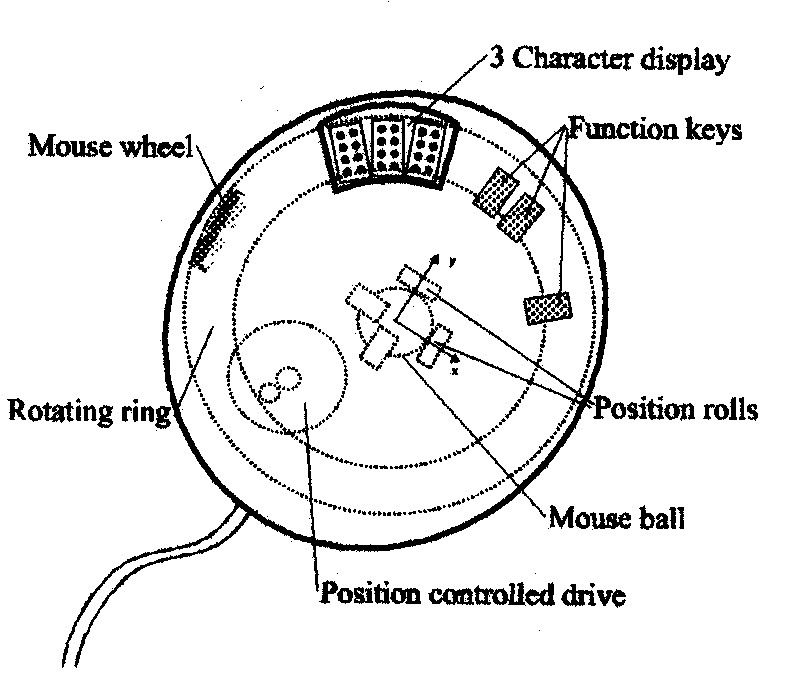 3 Character display
Function keys
Mouse wheel
y
x
Rotating ring
Position rolls
Mouse ball
Position controlled drive